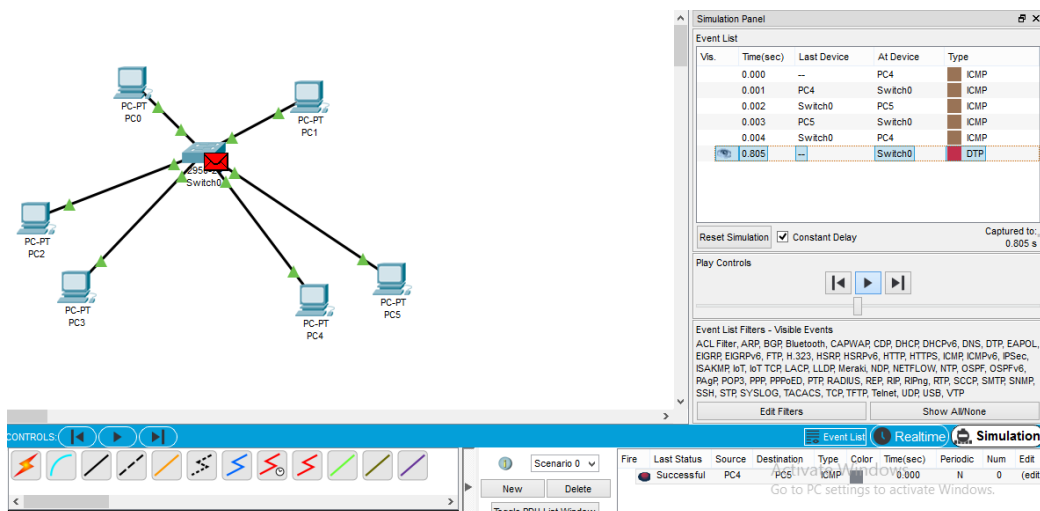 PC-PT
PC0
PC-PT
PC1
Switch0
PC-PT
PC2
PC-PT
PC3
PC-PT
PC4
PC-PT
PC5
Simulation Panel
Event List
Vis. Time(sec) Last Device At Device Type
0.000 -- PC4 ICMP
0.001 PC4 Switch0 ICMP
0.002 Switch0 PC5 ICMP
0.003 PC5 Switch0 ICMP
0.004 Switch0 PC4 ICMP
0.805 -- Switch0 DTP
Reset Simulation Constant Delay
Captured to:
0.805 s
Play Controls
Event List Filters - Visible Events
ACL Filter, ARP, BGP, Bluetooth, CAPWAP, CDP, DHCP, DHCPv6, DNS, DTP, EAPOL,
EIGRP, EIGRPv6, FTP, H.323, HSRP, HSRPv6, HTTP, HTTPS, ICMP, ICMPv6, IPSec,
ISAKMP, IoT, IoT TCP, LACP, LLDP, Meraki, NDP, NETFLOW, NTP, OSPF, OSPFv6,
PAgP, POP3, PPP, PPPoED, PTP, RADIUS, REP, RIP, RIPng, RTP, SCCP, SMTP, SNMP,
SSH, STP, SYSLOG, TACACS, TCP, TFTP, Telnet, UDP, USB, VTP
Edit Filters Show All/None
CONTROLS: Event List Realtime Simulation
Scenario 0
New Delete
Toggle PDU List Window
Fire Last Status Source Destination Type Color Time(sec) Periodic Num Edit
Successful PC4 PC5 ICMP 0.000 N 0 (edit
Activate Windows
Go to PC settings to activate Windows.